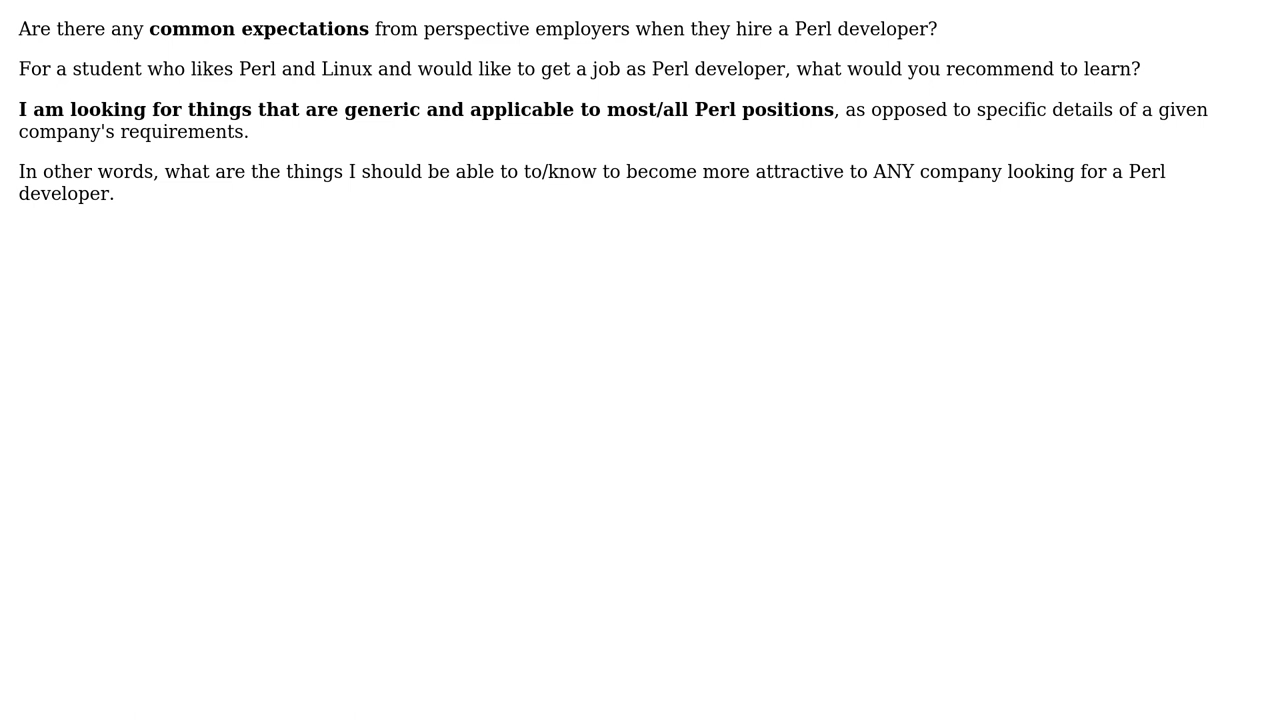 Are there any common expectations from perspective employers when they hire a Perl developer?
For a student who likes Perl and Linux and would like to get a job as Perl developer, what would you recommend to learn?
I am looking for things that are generic and applicable to most/all Perl positions, as opposed to specific details of a given
company's requirements.
In other words, what are the things I should be able to to/know to become more attractive to ANY company looking for a Perl
developer.